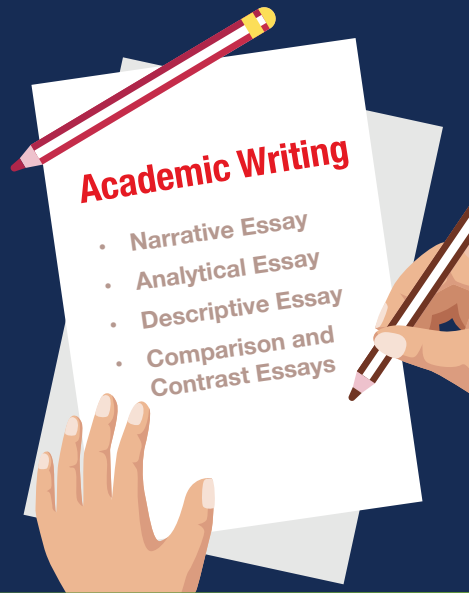 Academic Writing
• Narrative Essay
• Analytical Essay
• Descriptive Essay
• Comparison and
Contrast Essays